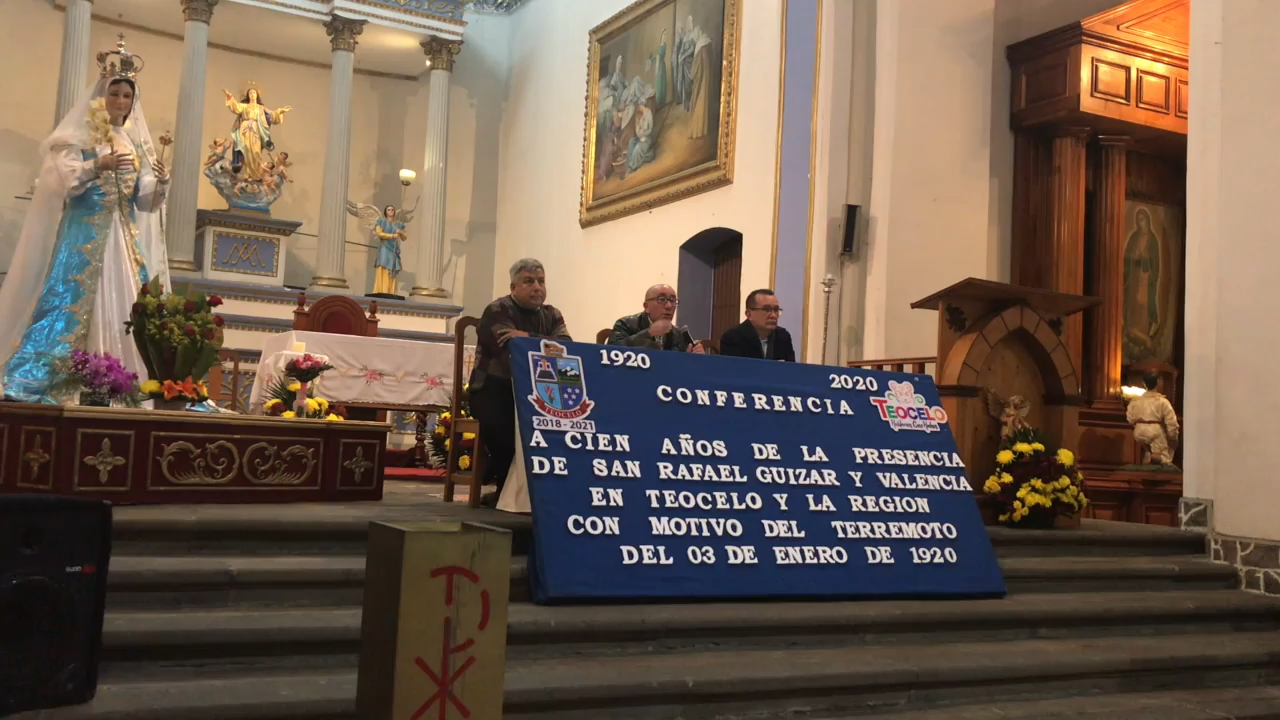 1920
2020
CONFERENCIA
TEOCELO
2018-2021
TEOCELO
A CIEN AÑOS DE LA PRESENCIA
DE SAN RAFAEL GUIZAR Y VALENCIA
EN TEOCELO Y LA REGION
CON MOTIVO DEL TERREMOTO
DEL 03 DE ENERO DE 1920